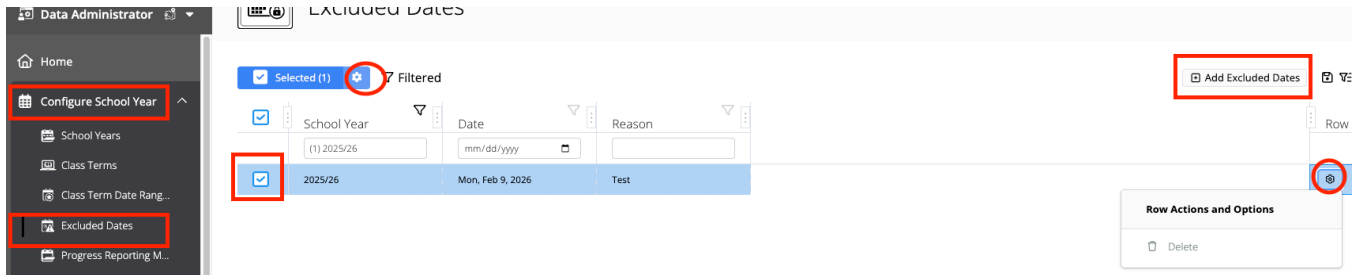 Data Administrator
Excluded Dates
Home
Selected (1)
Filtered
Add Excluded Dates
Configure School Year
School Year
Date
Reason
Row
School Years
(1) 2025/26
mm/dd/yyyy
Class Terms
2025/26
Mon, Feb 9, 2026
Test
Class Term Date Rang...
Row Actions and Options
Excluded Dates
Delete
Progress Reporting M...